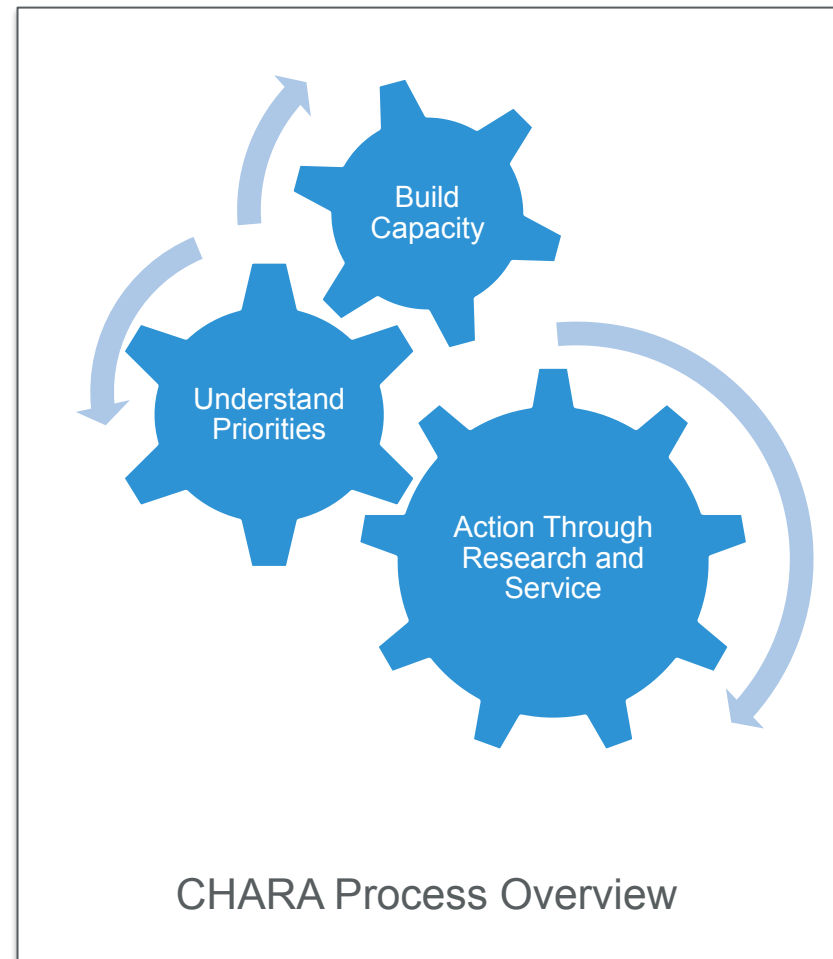 Build
Capacity
Understand
Priorities
Action Through
Research and
Service
CHARA Process Overview